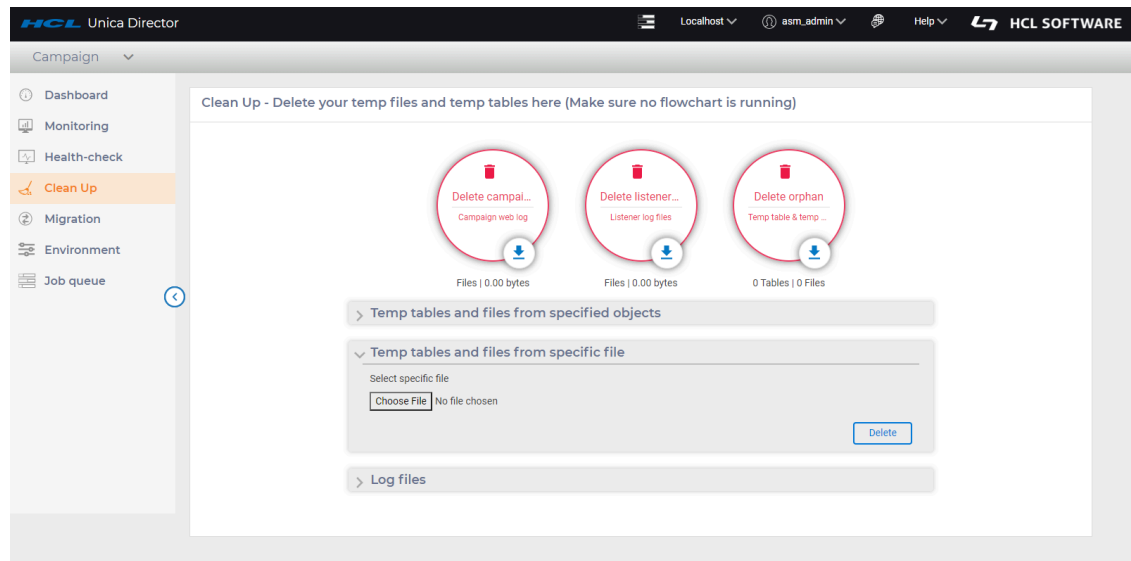 HCL Unica Director
Localhost
asm_admin
Help
HCL SOFTWARE
Campaign
Dashboard
Monitoring
Health-check
Clean Up
Migration
Environment
Job queue
Clean Up - Delete your temp files and temp tables here (Make sure no flowchart is running)
Delete campai...
Campaign web log
Files | 0.00 bytes
Delete listener...
Listener log files
Files | 0.00 bytes
Delete orphan
Temp table & temp ...
0 Tables | 0 Files
Temp tables and files from specified objects
Temp tables and files from specific file
Select specific file
Choose File No file chosen
Delete
Log files